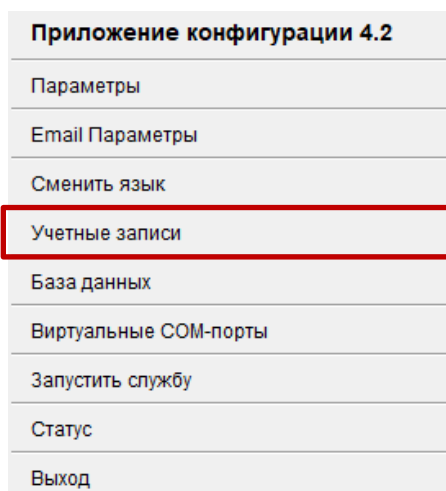 Приложение конфигурации 4.2
Параметры
Email Параметры
Сменить язык
Учетные записи
База данных
Виртуальные COM-порты
Запустить службу
Статус
Выход